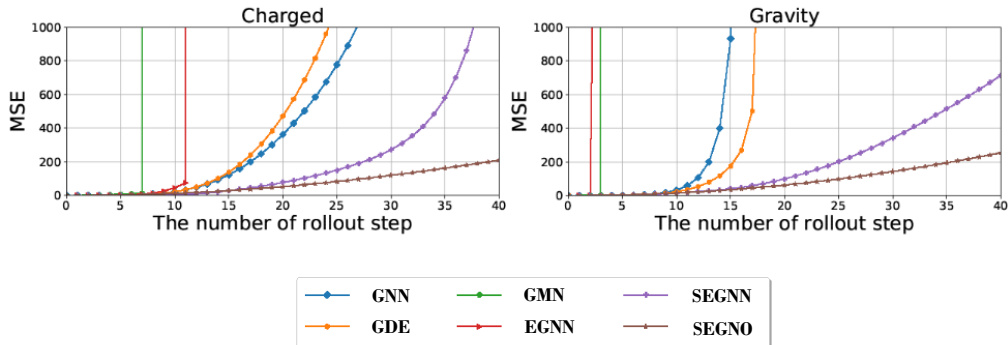 Charged
Gravity
1000
800
600
400
200
0
MSE
0 5 10 15 20 25 30 35 40
The number of rollout step
1000
800
600
400
200
0
MSE
0 5 10 15 20 25 30 35 40
The number of rollout step
GNN GMN SEGNN
GDE EGNN SEGNO